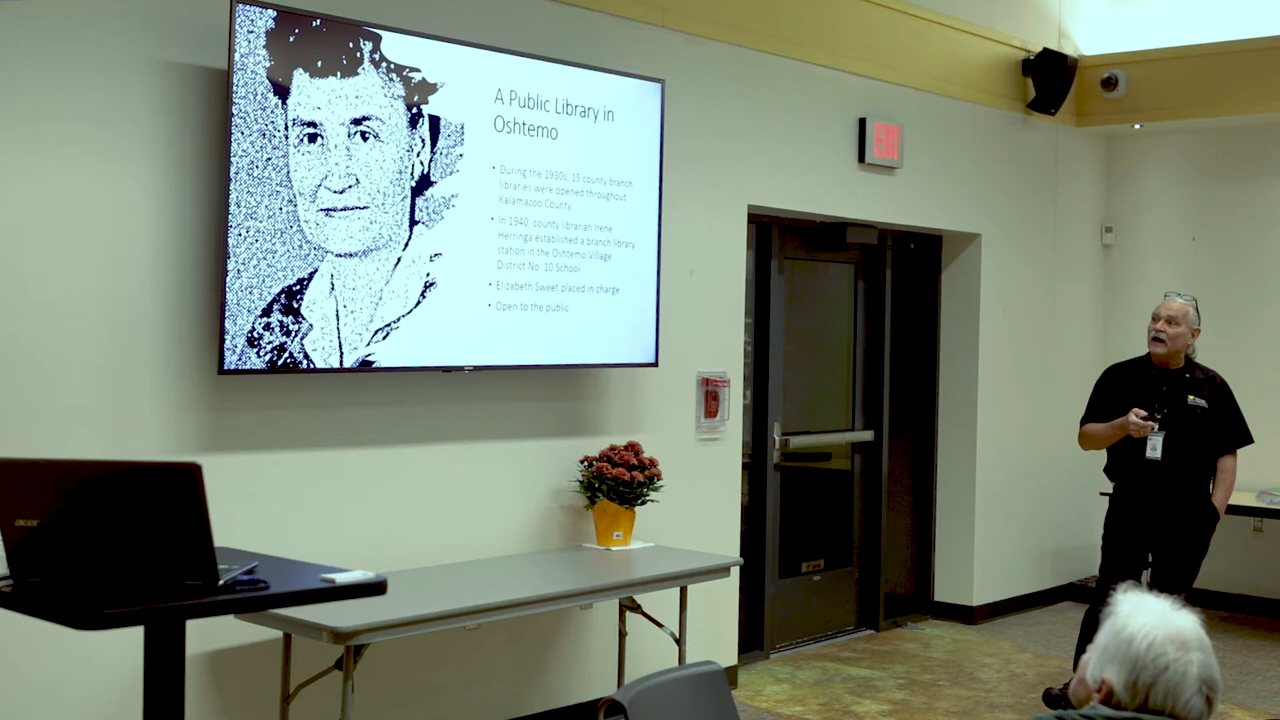 A Public Library in
Oshtemo
• During the 1930s, 15 county branch
libraries were opened throughout
Kalamazoo County
• In 1940, county librarian Irene
Herringa established a branch library
station in the Oshtemo Village
District No. 10 School
• Elizabeth Sweet placed in charge
• Open to the public
EXIT
acer